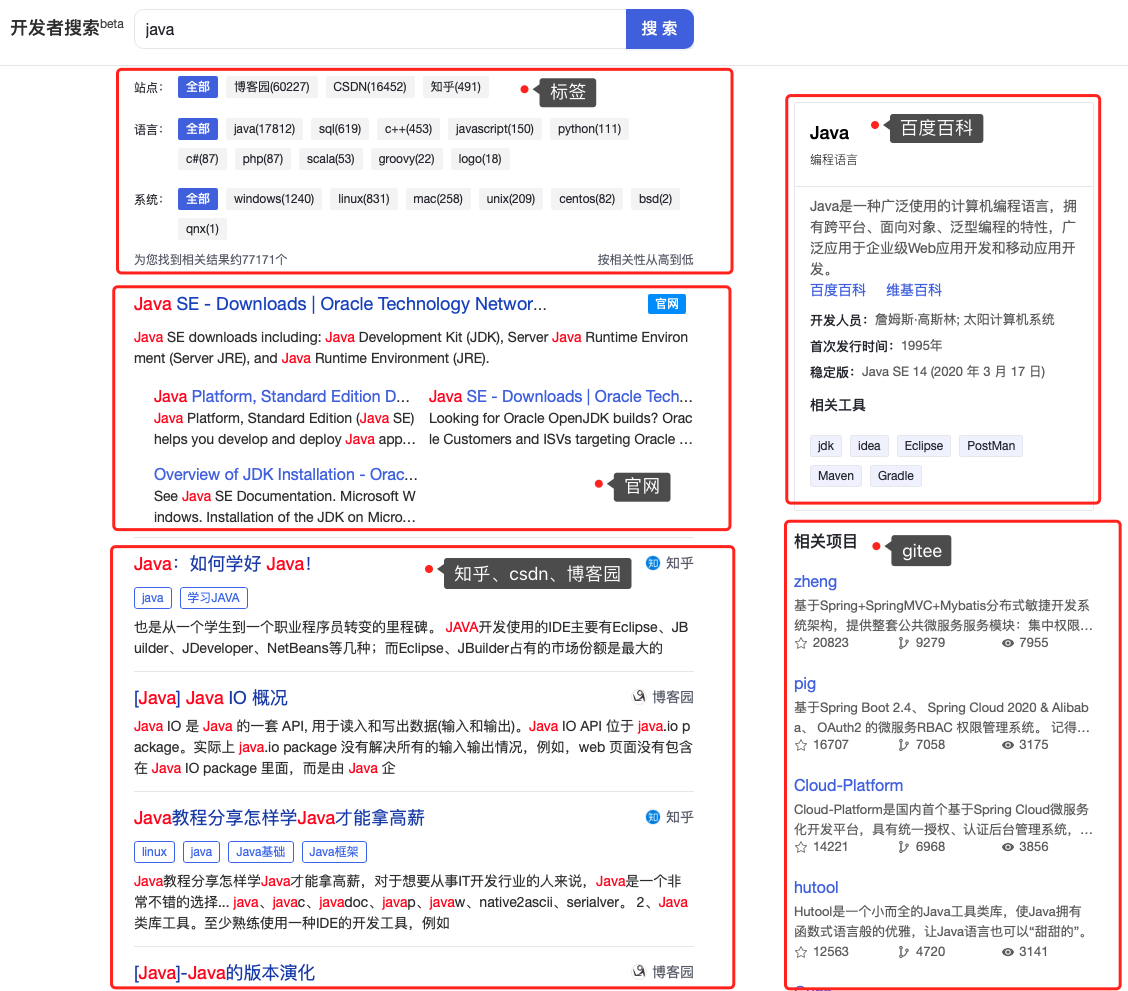 开发者搜索beta
java
搜 索
站点： 全部 博客园(60227) CSDN(16452) 知乎(491)
标签
语言： 全部 java(17812) sql(619) c++(453) javascript(150) python(111)
c#(87) php(87) scala(53) groovy(22) logo(18)
系统： 全部 windows(1240) linux(831) mac(258) unix(209) centos(82) bsd(2)
qnx(1)
为您找到相关结果约77171个 按相关性从高到低
Java SE - Downloads | Oracle Technology Networ... 官网
Java SE downloads including: Java Development Kit (JDK), Server Java Runtime Environ
ment (Server JRE), and Java Runtime Environment (JRE).
Java Platform, Standard Edition D...
Java Platform, Standard Edition (Java SE)
helps you develop and deploy Java app...
Java SE - Downloads | Oracle Tech...
Looking for Oracle OpenJDK builds? Orac
le Customers and ISVs targeting Oracle ...
Overview of JDK Installation - Orac...
See Java SE Documentation. Microsoft W
indows. Installation of the JDK on Micro...
官网
Java：如何学好 Java！ 知乎
知乎、csdn、博客园
java 学习JAVA
也是从一个学生到一个职业程序员转变的里程碑。 JAVA开发使用的IDE主要有Eclipse、JB
uilder、JDeveloper、NetBeans等几种；而Eclipse、JBuilder占有的市场份额是最大的
[Java] Java IO 概况 博客园
Java IO 是 Java 的一套 API, 用于读入和写出数据(输入和输出)。Java IO API 位于 java.io p
ackage。实际上 java.io package 没有解决所有的输入输出情况，例如，web 页面没有包含
在 Java IO package 里面，而是由 Java 企
Java教程分享怎样学Java才能拿高薪 知乎
linux java Java基础 Java框架
Java教程分享怎样学Java才能拿高薪，对于想要从事IT开发行业的人来说，Java是一个非
常不错的选择... java、javac、javadoc、javap、javaw、native2ascii、serialver。 2、Java
类库工具。至少熟练使用一种IDE的开发工具，例如
[Java]-Java的版本演化 博客园
Java
百度百科
编程语言
Java是一种广泛使用的计算机编程语言，拥
有跨平台、面向对象、泛型编程的特性，广
泛应用于企业级Web应用开发和移动应用开
发。
百度百科 维基百科
开发人员：詹姆斯·高斯林; 太阳计算机系统
首次发行时间：1995年
稳定版：Java SE 14 (2020 年 3 月 17 日)
相关工具
jdk idea Eclipse PostMan
Maven Gradle
相关项目
gitee
zheng
基于Spring+SpringMVC+Mybatis分布式敏捷开发系
统架构，提供整套公共微服务服务模块：集中权限...
20823 9279 7955
pig
基于Spring Boot 2.4、 Spring Cloud 2020 & Alibab
a、 OAuth2 的微服务RBAC 权限管理系统。 记得...
16707 7058 3175
Cloud-Platform
Cloud-Platform是国内首个基于Spring Cloud微服务
化开发平台，具有统一授权、认证后台管理系统，...
14221 6968 3856
hutool
Hutool是一个小而全的Java工具类库，使Java拥有
函数式语言般的优雅，让Java语言也可以“甜甜的”。
12563 4720 3141